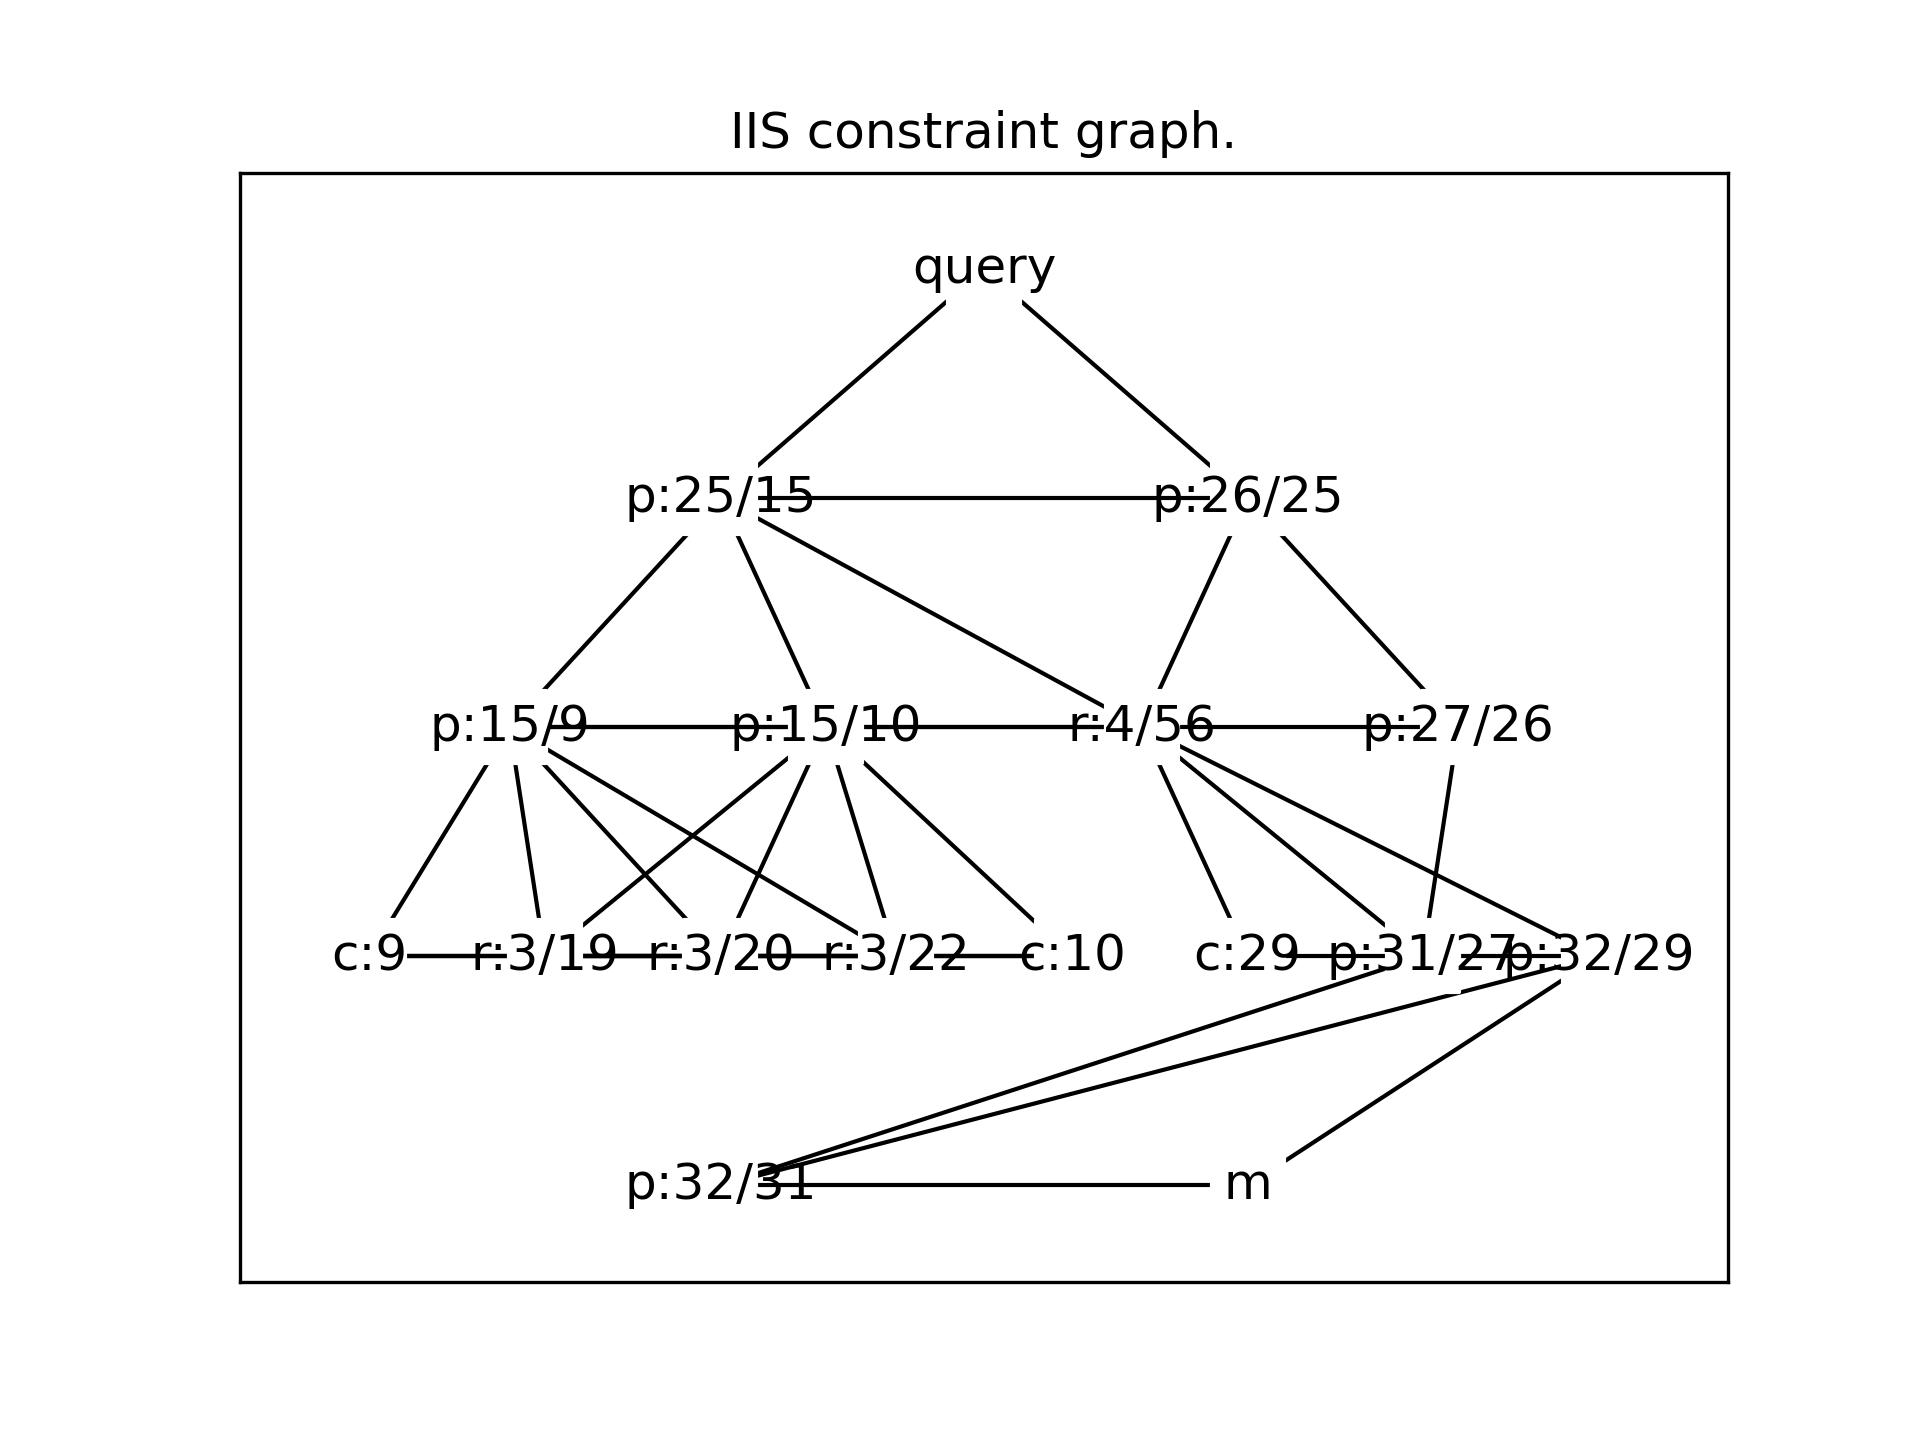 IIS constraint graph.
query
p:25/15 p:26/25
p:15/9 p:15/10 r:4/56 p:27/26
c:9 r:3/19 r:3/20 r:3/22 c:10 c:29 p:31/27 p:32/29
p:32/31 m